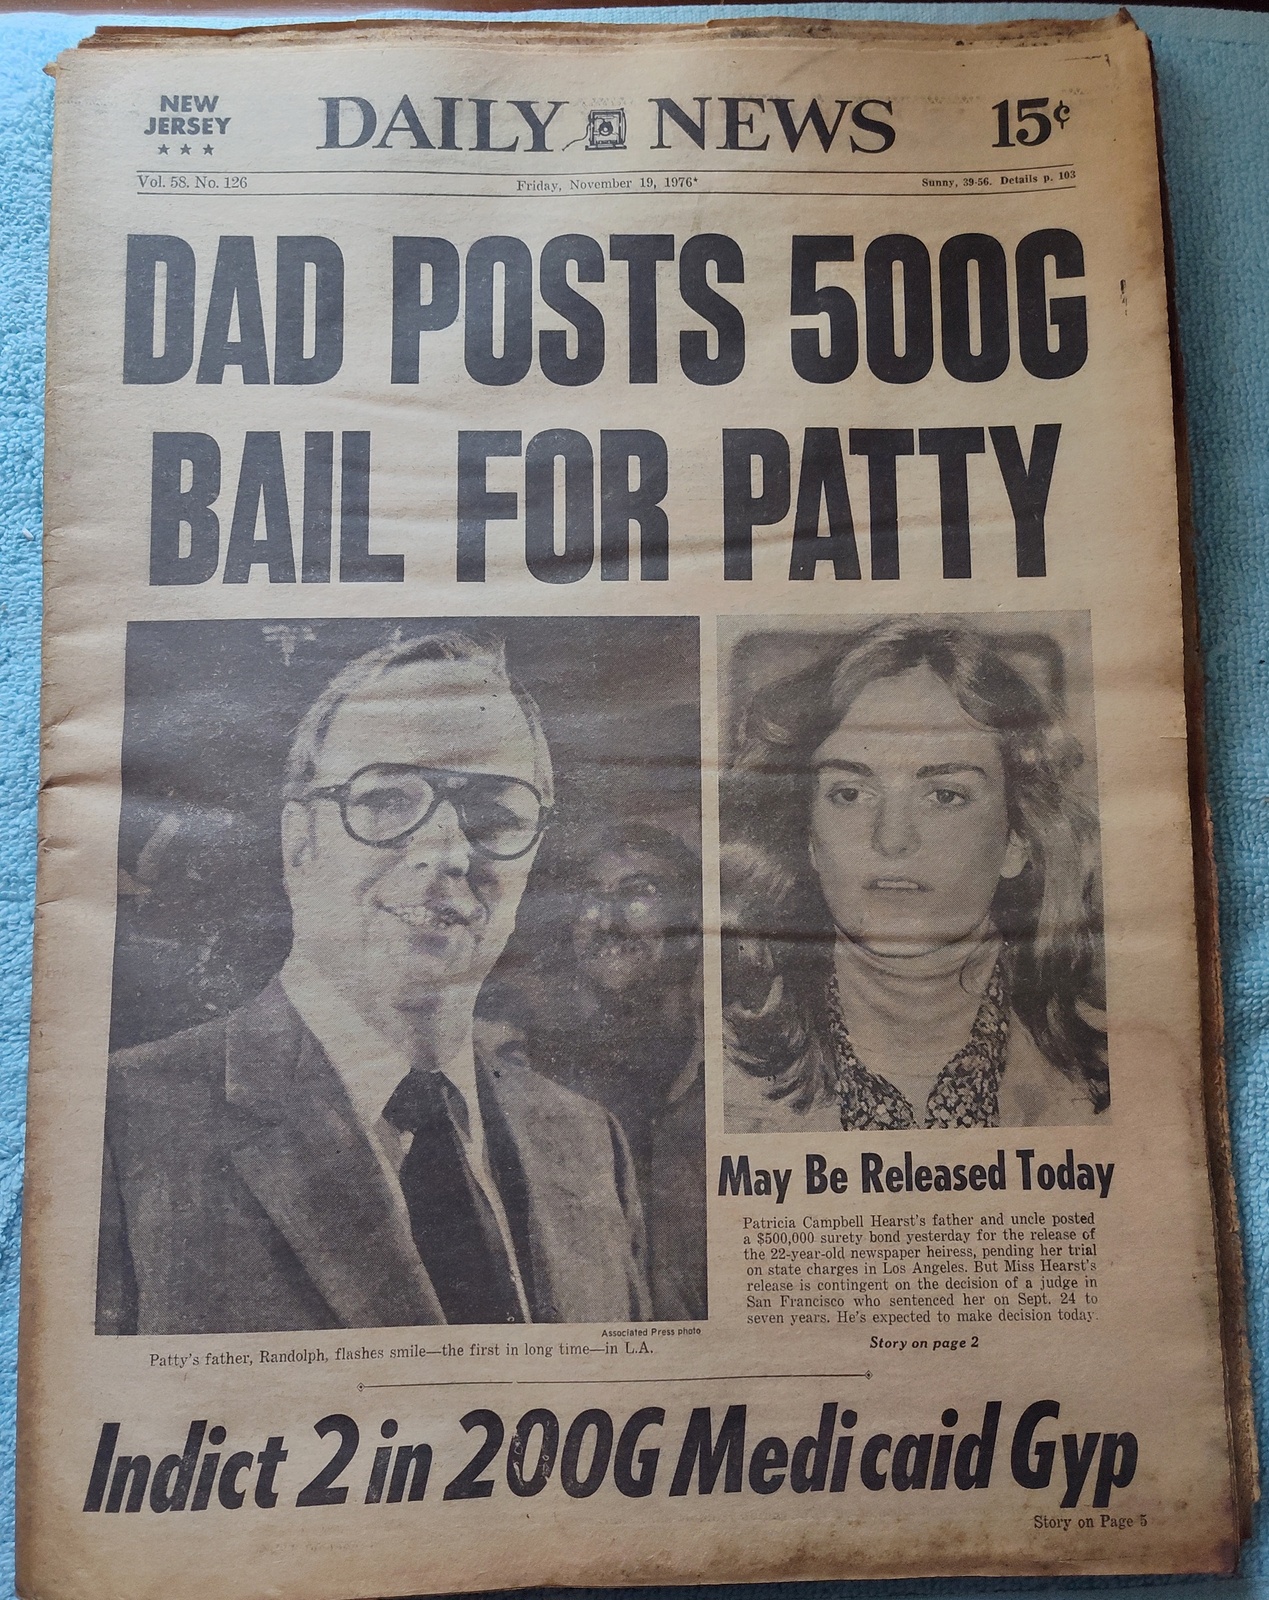 NEW
JERSEY
★ ★ ★
DAILY NEWS
15¢
Vol. 58. No. 126
Friday, November 19, 1976*
Sunny, 39-56. Details p. 103
DAD POSTS 500G
BAIL FOR PATTY
Associated Press photo
Patty's father, Randolph, flashes smile—the first in long time—in L.A.
May Be Released Today
Patricia Campbell Hearst's father and uncle posted
a $500,000 surety bond yesterday for the release of
the 22-year-old newspaper heiress, pending her trial
on state charges in Los Angeles. But Miss Hearst's
release is contingent on the decision of a judge in
San Francisco who sentenced her on Sept. 24 to
seven years. He's expected to make decision today.
Story on page 2
Indict 2 in 200G Medicaid Gyp
Story on Page 5